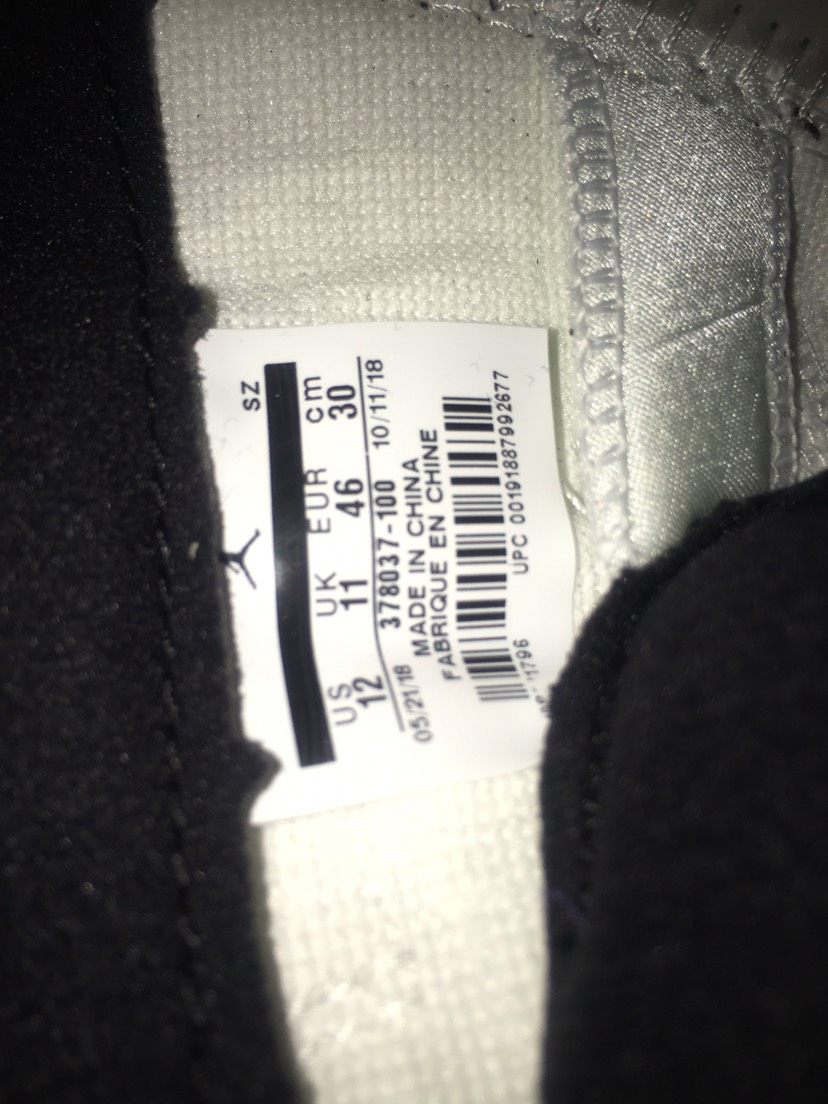 SZ
US UK EUR cm
12 11 46 30
05/21/18 378037-100 10/11/18
MADE IN CHINA
FABRIQUE EN CHINE
UPC 00191887992677